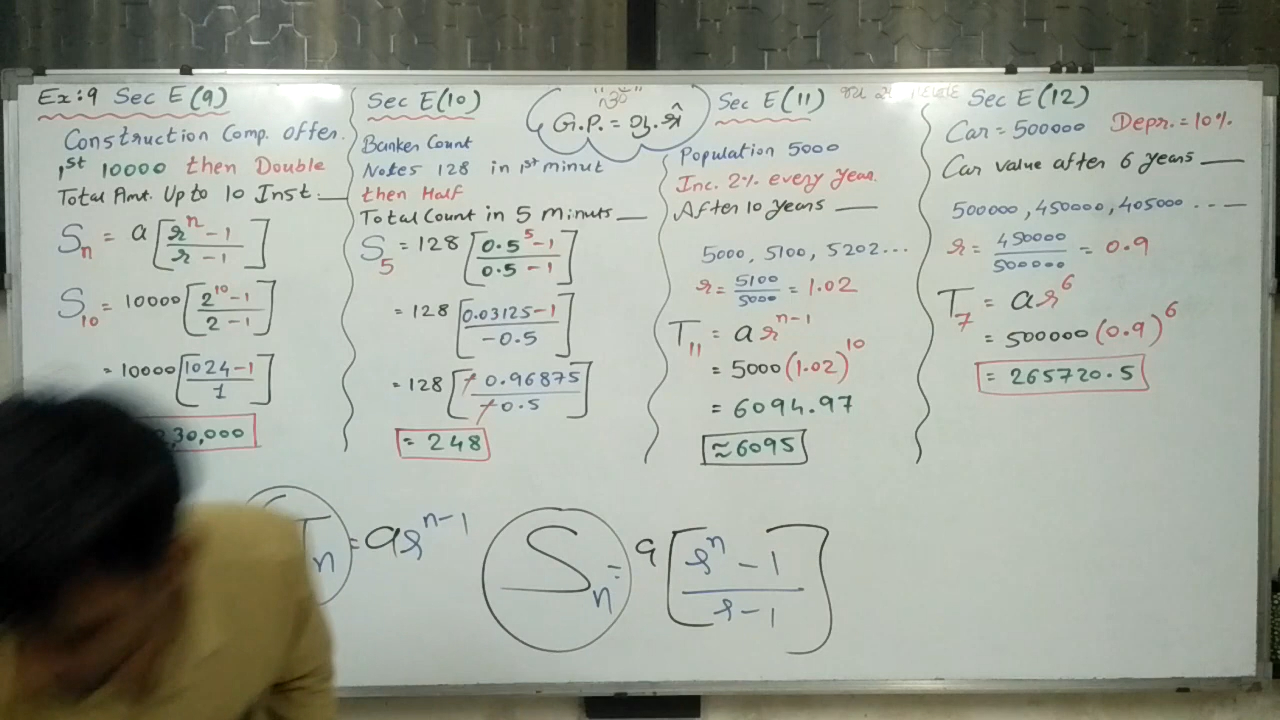 Ex:9 Sec E(9)
Construction Comp. offer.
1st 10000 then Double
Total Amt. Up to 10 Inst. __
Sn = a [r^n - 1 / r - 1]
S10 = 10000 [2^10 - 1 / 2 - 1]
= 10000 [1024 - 1 / 1]
2,30,000
Sec E(10)
Banker Count
Notes 128 in 1st minut
then Half
Total Count in 5 minuts __
S5 = 128 [0.5^5 - 1 / 0.5 - 1]
= 128 [0.03125 - 1 / -0.5]
= 128 [-0.96875 / -0.5]
= 248
G.P. = ગુ.શ્રે
Sec E(11)
Population 5000
Inc. 2% every year.
After 10 years __
5000, 5100, 5202...
r = 5100 / 5000 = 1.02
T11 = ar^n-1
= 5000 (1.02)^10
= 6094.97
≈ 6095
Sec E(12)
Car = 500000 Depr. = 10%.
Car value after 6 years __
500000, 450000, 405000 ...
r = 450000 / 500000 = 0.9
T7 = ar^6
= 500000 (0.9)^6
= 265720.5
Tn = ar^n-1
Sn = a [r^n - 1 / r - 1]